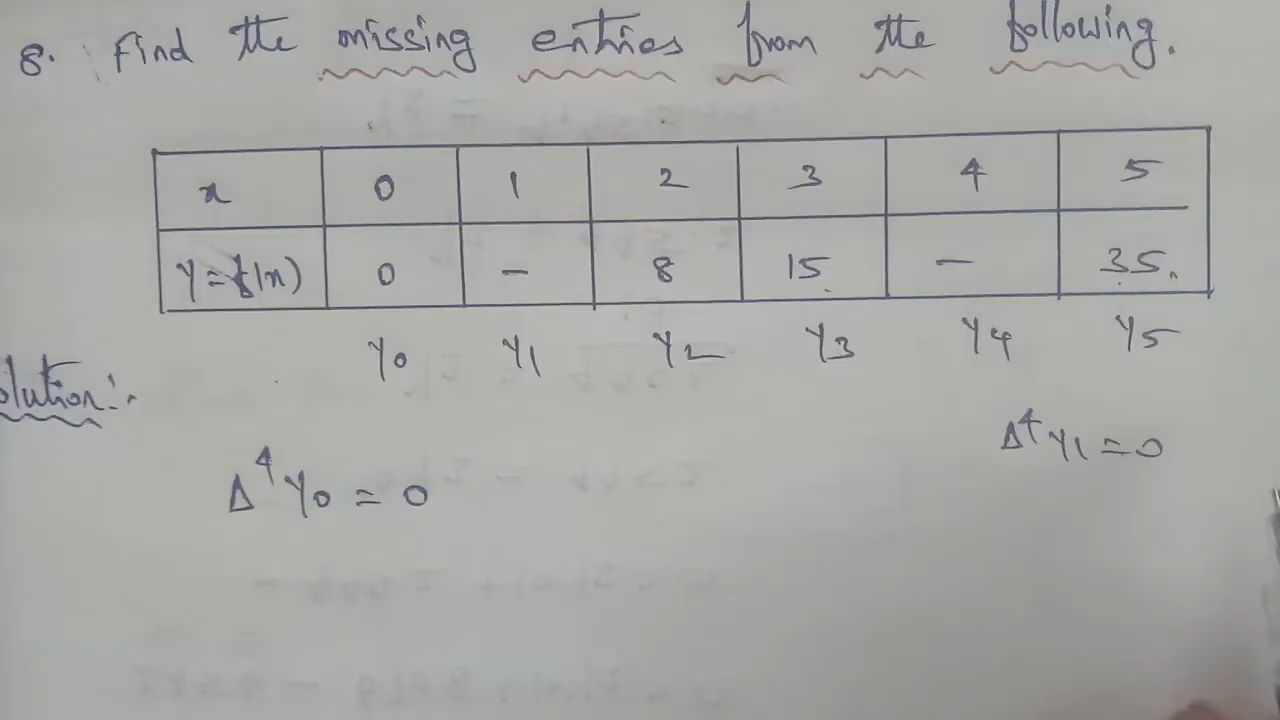 8. Find the missing entries from the following.
x 0 1 2 3 4 5
y=f(x) 0 - 8 15 - 35.
y0 y1 y2 y3 y4 y5
olution:-
Δ⁴y1 = 0
Δ⁴y0 = 0